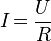 I = U/R